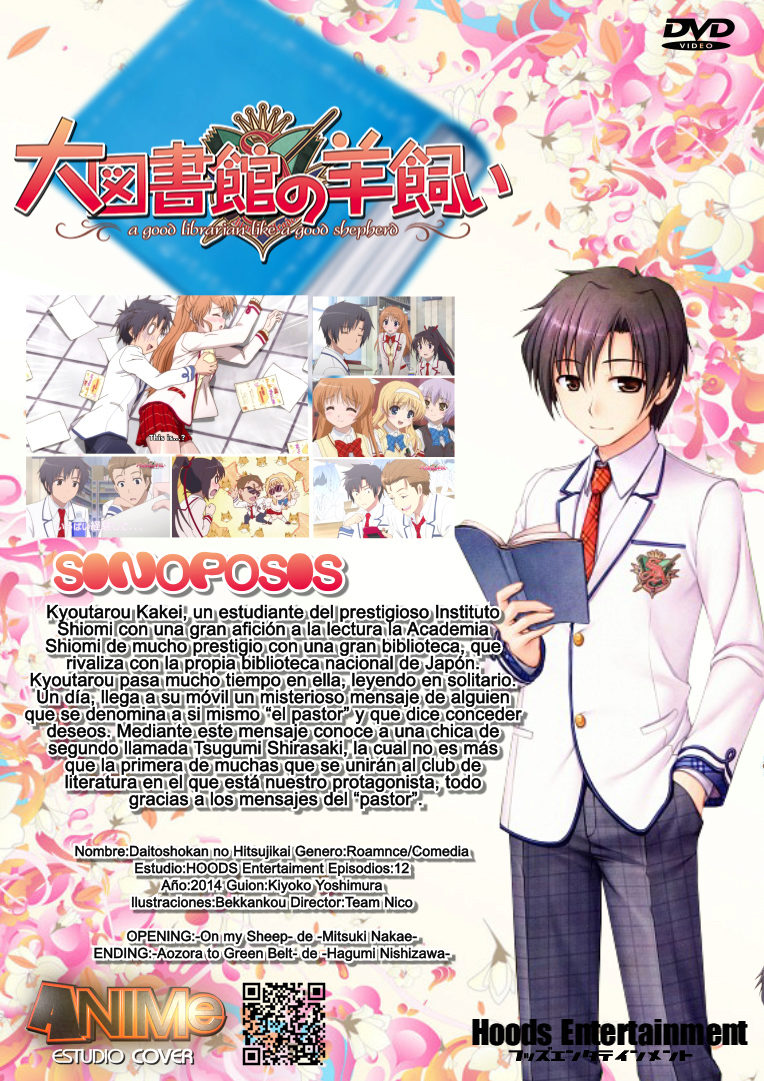 DVD
VIDEO
大図書館の羊飼い
a good librarian like a good shepherd
This is...?
SINOPOSIS
Kyoutarou Kakei, un estudiante del prestigioso Instituto
Shiomi con una gran afición a la lectura la Academia
Shiomi de mucho prestigio con una gran biblioteca, que
rivaliza con la propia biblioteca nacional de Japón.
Kyoutarou pasa mucho tiempo en ella, leyendo en solitario.
Un día, llega a su móvil un misterioso mensaje de alguien
que se denomina a si mismo “el pastor” y que dice conceder
deseos. Mediante este mensaje conoce a una chica de
segundo llamada Tsugumi Shirasaki, la cual no es más
que la primera de muchas que se unirán al club de
literatura en el que está nuestro protagonista, todo
gracias a los mensajes del “pastor”.
Nombre:Daitoshokan no Hitsujikai Genero:Roamnce/Comedia
Estudio:HOODS Entertaiment Episodios:12
Año:2014 Guion:Kiyoko Yoshimura
Ilustraciones:Bekkankou Director:Team Nico
OPENING:-On my Sheep- de -Mitsuki Nakae-
ENDING:-Aozora to Green Belt- de -Hagumi Nishizawa-
ANIMe
ESTUDIO COVER
Hoods Entertainment
フッズエンタテインメント